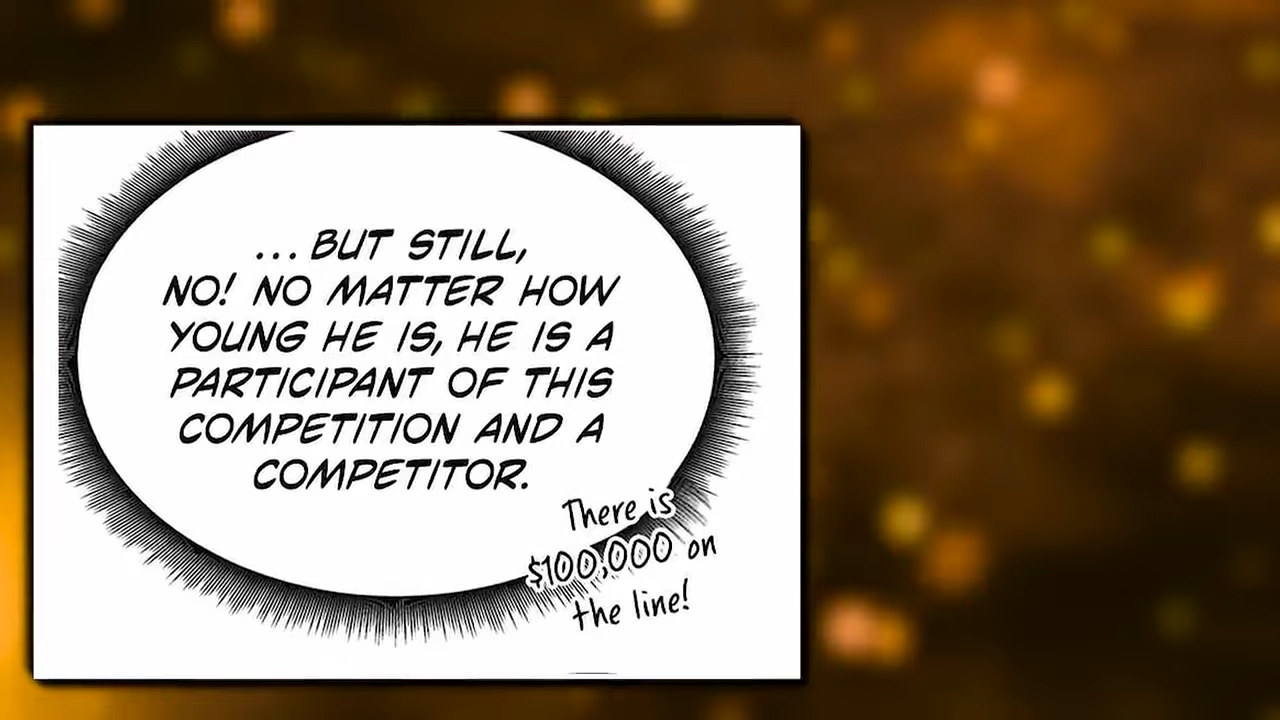 ...BUT STILL,
NO! NO MATTER HOW
YOUNG HE IS, HE IS A
PARTICIPANT OF THIS
COMPETITION AND A
COMPETITOR.
There is
$100,000 on
the line!